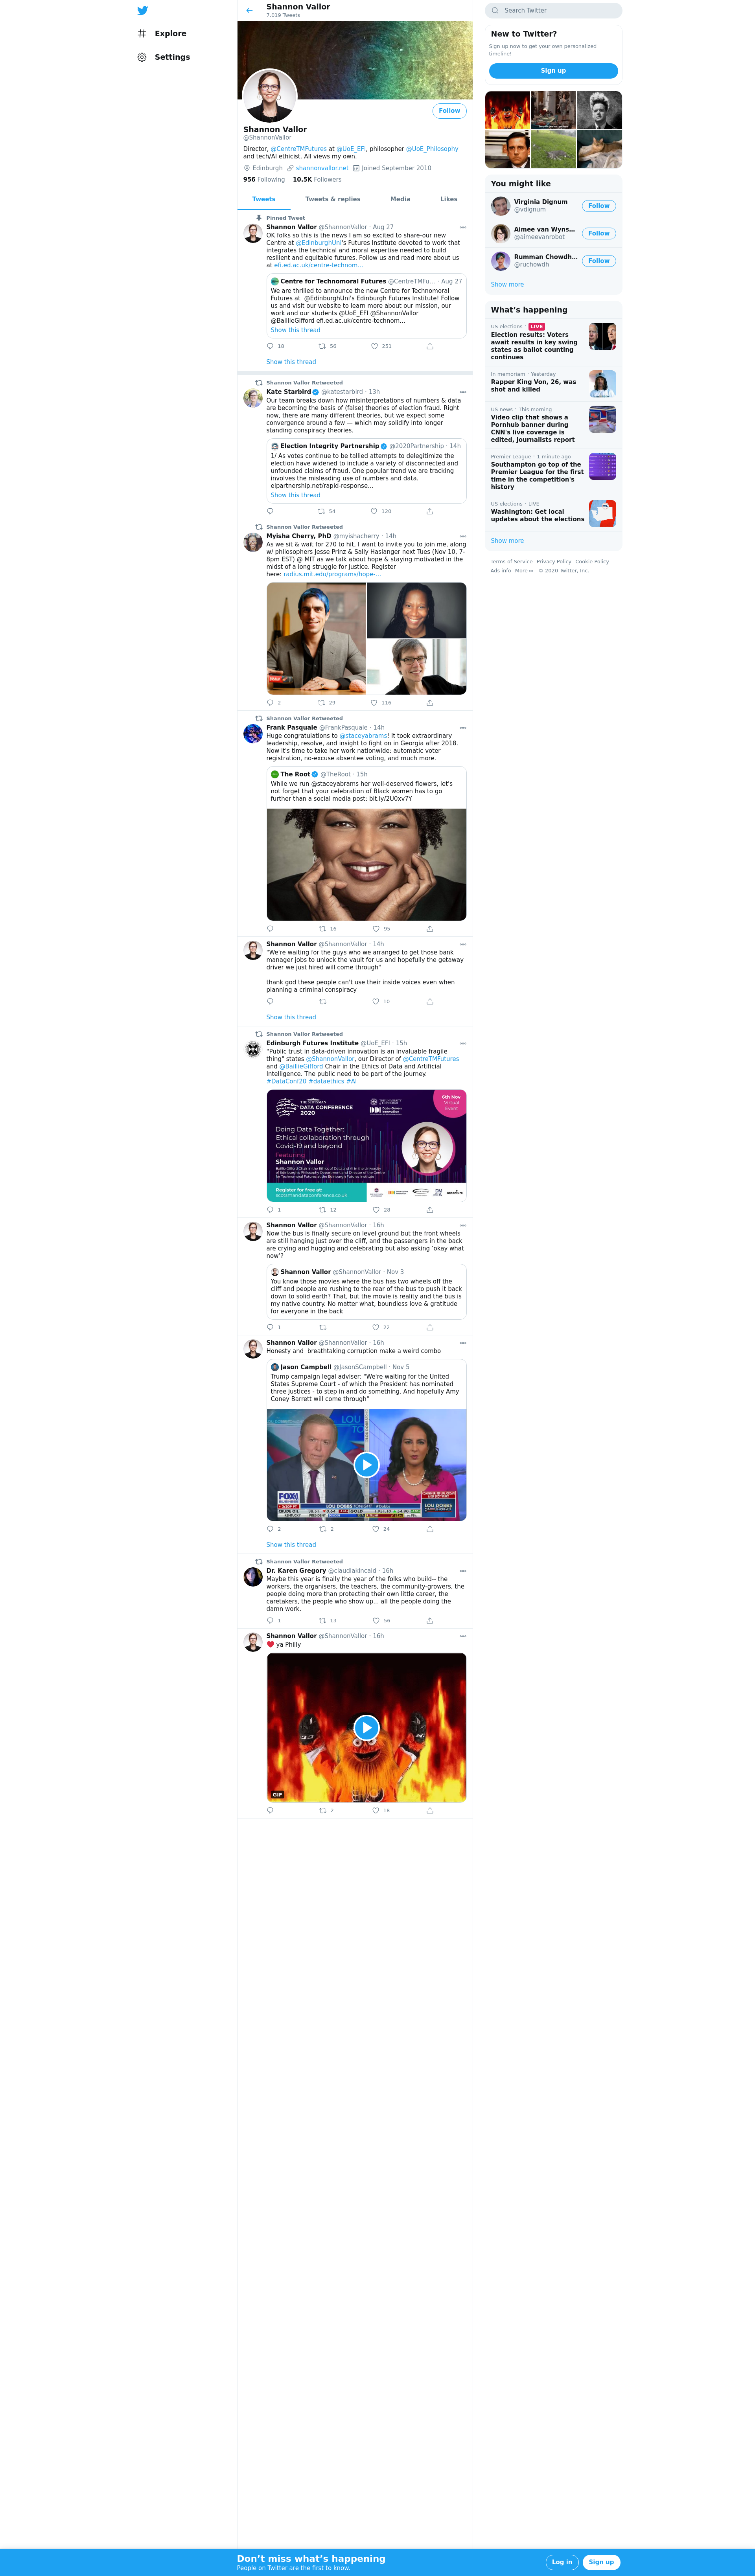 Explore
Settings
Shannon Vallor
7,019 Tweets
Follow
Shannon Vallor
@ShannonVallor
Director, @CentreTMFutures at @UoE_EFI, philosopher @UoE_Philosophy
and tech/AI ethicist. All views my own.
Edinburgh shannonvallor.net Joined September 2010
956 Following 10.5K Followers
Tweets Tweets & replies Media Likes
Pinned Tweet
Shannon Vallor @ShannonVallor · Aug 27
OK folks so this is the news I am so excited to share-our new
Centre at @EdinburghUni's Futures Institute devoted to work that
integrates the technical and moral expertise needed to build
resilient and equitable futures. Follow us and read more about us
at efi.ed.ac.uk/centre-technom…
Centre for Technomoral Futures @CentreTMFu… · Aug 27
We are thrilled to announce the new Centre for Technomoral
Futures at @EdinburghUni's Edinburgh Futures Institute! Follow
us and visit our website to learn more about our mission, our
work and our students @UoE_EFI @ShannonVallor
@BaillieGifford efi.ed.ac.uk/centre-technom…
Show this thread
18 56 251
Show this thread
Shannon Vallor Retweeted
Kate Starbird @katestarbird · 13h
Our team breaks down how misinterpretations of numbers & data
are becoming the basis of (false) theories of election fraud. Right
now, there are many different theories, but we expect some
convergence around a few — which may solidify into longer
standing conspiracy theories.
Election Integrity Partnership @2020Partnership · 14h
1/ As votes continue to be tallied attempts to delegitimize the
election have widened to include a variety of disconnected and
unfounded claims of fraud. One popular trend we are tracking
involves the misleading use of numbers and data.
eipartnership.net/rapid-response…
Show this thread
54 120
Shannon Vallor Retweeted
Myisha Cherry, PhD @myishacherry · 14h
As we sit & wait for 270 to hit, I want to invite you to join me, along
w/ philosophers Jesse Prinz & Sally Haslanger next Tues (Nov 10, 7-
8pm EST) @ MIT as we talk about hope & staying motivated in the
midst of a long struggle for justice. Register
here: radius.mit.edu/programs/hope-…
2 29 116
Shannon Vallor Retweeted
Frank Pasquale @FrankPasquale · 14h
Huge congratulations to @staceyabrams! It took extraordinary
leadership, resolve, and insight to fight on in Georgia after 2018.
Now it's time to take her work nationwide: automatic voter
registration, no-excuse absentee voting, and much more.
The Root @TheRoot · 15h
While we run @staceyabrams her well-deserved flowers, let's
not forget that your celebration of Black women has to go
further than a social media post: bit.ly/2U0xv7Y
16 95
Shannon Vallor @ShannonVallor · 14h
"We're waiting for the guys who we arranged to get those bank
manager jobs to unlock the vault for us and hopefully the getaway
driver we just hired will come through"
thank god these people can't use their inside voices even when
planning a criminal conspiracy
10
Show this thread
Shannon Vallor Retweeted
Edinburgh Futures Institute @UoE_EFI · 15h
"Public trust in data-driven innovation is an invaluable fragile
thing" states @ShannonVallor, our Director of @CentreTMFutures
and @BaillieGifford Chair in the Ethics of Data and Artificial
Intelligence. The public need to be part of the journey.
#DataConf20 #dataethics #AI
DATA CONFERENCE
2020
6th Nov
Virtual
Event
Doing Data Together:
Ethical collaboration through
Covid-19 and beyond
Featuring
Shannon Vallor
Register for free at:
scotsmandataconference.co.uk
1 12 28
Shannon Vallor @ShannonVallor · 16h
Now the bus is finally secure on level ground but the front wheels
are still hanging just over the cliff, and the passengers in the back
are crying and hugging and celebrating but also asking 'okay what
now'?
Shannon Vallor @ShannonVallor · Nov 3
You know those movies where the bus has two wheels off the
cliff and people are rushing to the rear of the bus to push it back
down to solid earth? That, but the movie is reality and the bus is
my native country. No matter what, boundless love & gratitude
for everyone in the back
1 22
Shannon Vallor @ShannonVallor · 16h
Honesty and breathtaking corruption make a weird combo
Jason Campbell @JasonSCampbell · Nov 5
Trump campaign legal adviser: "We're waiting for the United
States Supreme Court - of which the President has nominated
three justices - to step in and do something. And hopefully Amy
Coney Barrett will come through"
LOU
TO
FOX
LOU DOBBS TONIGHT
LOU DOBBS
2 2 24
Show this thread
Shannon Vallor Retweeted
Dr. Karen Gregory @claudiakincaid · 16h
Maybe this year is finally the year of the folks who build-- the
workers, the organisers, the teachers, the community-growers, the
people doing more than protecting their own little career, the
caretakers, the people who show up... all the people doing the
damn work.
1 13 56
Shannon Vallor @ShannonVallor · 16h
❤️ ya Philly
GIF
2 18
Search Twitter
New to Twitter?
Sign up now to get your own personalized
timeline!
Sign up
You might like
Virginia Dignum
@vdignum
Follow
Aimee van Wyns…
@aimeevanrobot
Follow
Rumman Chowdh…
@ruchowdh
Follow
Show more
What's happening
US elections · LIVE
Election results: Voters
await results in key swing
states as ballot counting
continues
In memoriam · Yesterday
Rapper King Von, 26, was
shot and killed
US news · This morning
Video clip that shows a
Pornhub banner during
CNN's live coverage is
edited, journalists report
Premier League · 1 minute ago
Southampton go top of the
Premier League for the first
time in the competition's
history
US elections · LIVE
Washington: Get local
updates about the elections
Show more
Terms of Service Privacy Policy Cookie Policy
Ads info More © 2020 Twitter, Inc.
Don't miss what's happening
People on Twitter are the first to know.
Log in
Sign up